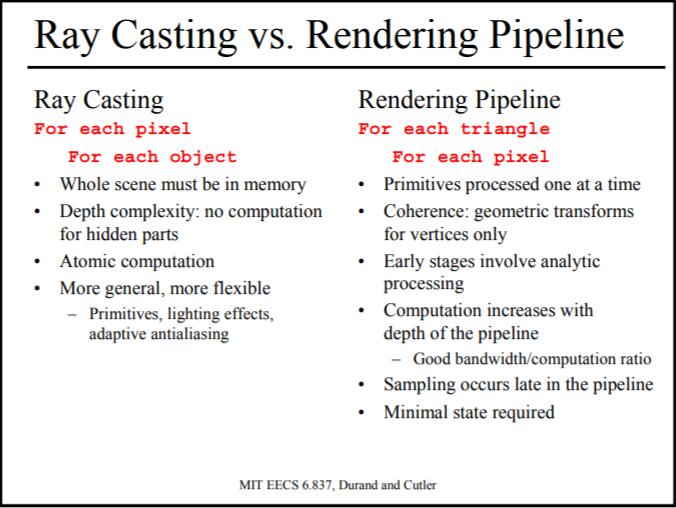 Ray Casting vs. Rendering Pipeline
Ray Casting
For each pixel
For each object
• Whole scene must be in memory
• Depth complexity: no computation
for hidden parts
• Atomic computation
• More general, more flexible
– Primitives, lighting effects,
adaptive antialiasing
Rendering Pipeline
For each triangle
For each pixel
• Primitives processed one at a time
• Coherence: geometric transforms
for vertices only
• Early stages involve analytic
processing
• Computation increases with
depth of the pipeline
– Good bandwidth/computation ratio
• Sampling occurs late in the pipeline
• Minimal state required
MIT EECS 6.837, Durand and Cutler